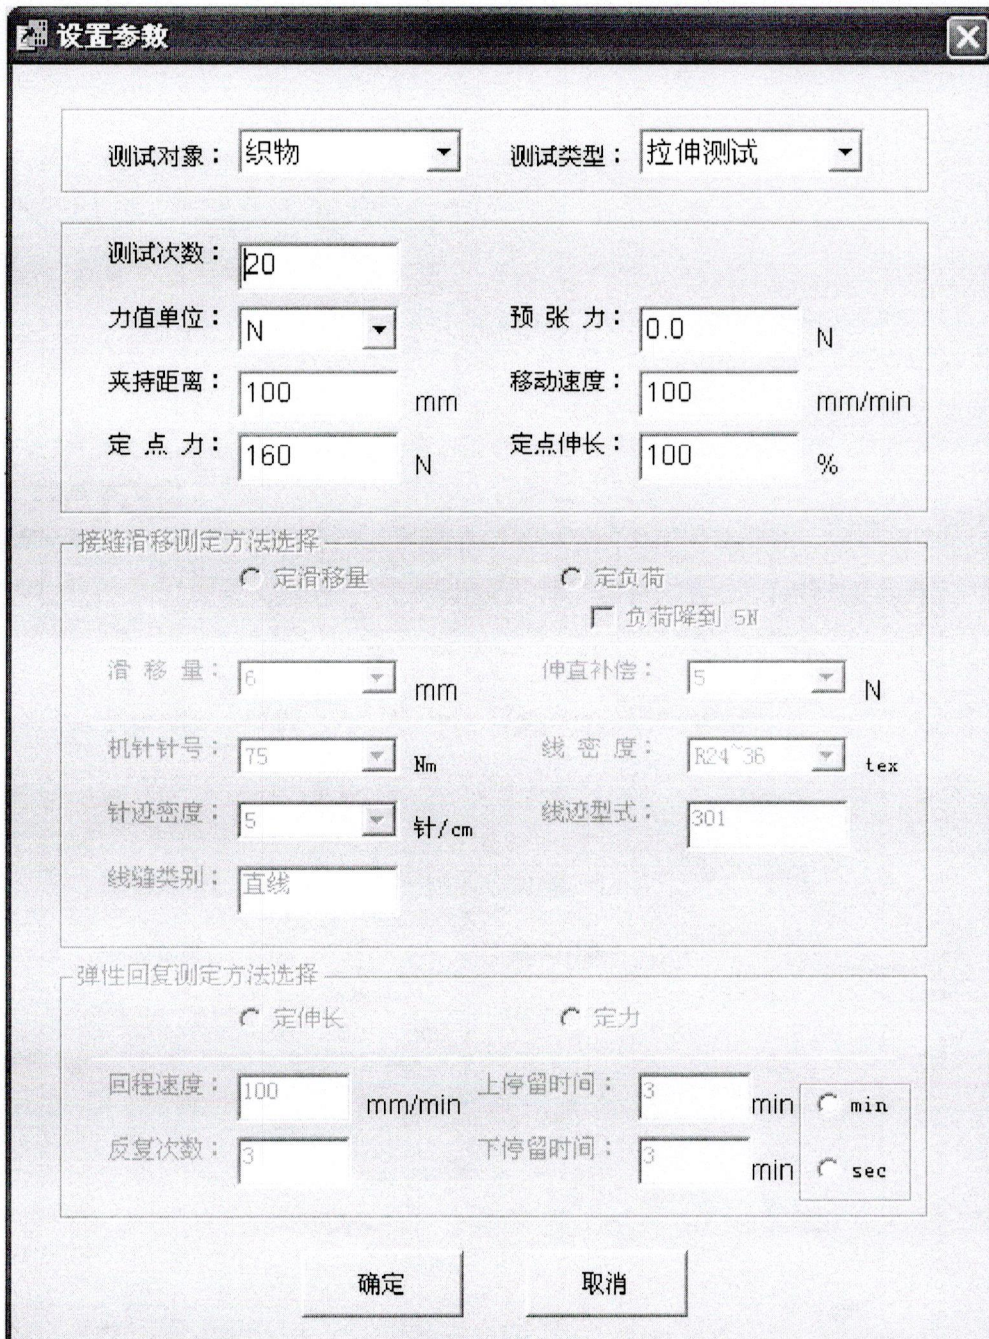 设置参数
测试对象： 织物 测试类型： 拉伸测试
测试次数： 20
力值单位： N 预 张 力： 0.0 N
夹持距离： 100 mm 移动速度： 100 mm/min
定 点 力： 160 N 定点伸长： 100 %
接缝滑移测定方法选择
定滑移量 定负荷
负荷降到 5N
滑 移 量： 6 mm 伸直补偿： 5 N
机针针号： 75 Nm 线 密 度： R24~36 tex
针迹密度： 5 针/cm 线迹型式： 301
线缝类别： 直线
弹性回复测定方法选择
定伸长 定力
回程速度： 100 mm/min 上停留时间： 3 min min
反复次数： 3 下停留时间： 3 min sec
确定 取消